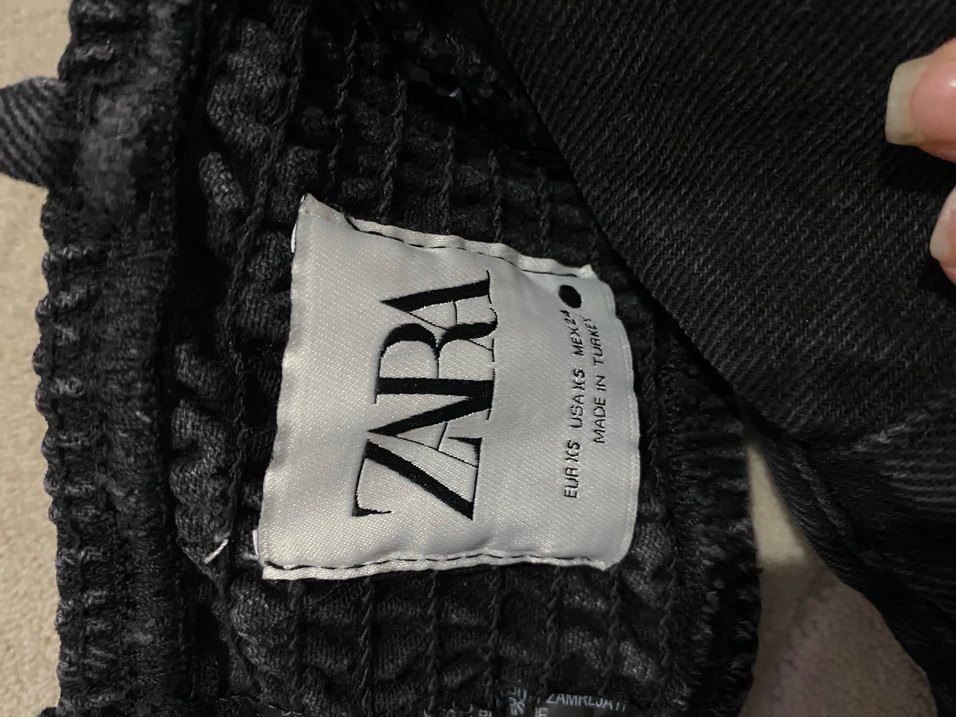 ZARA
EUR XS USA XS MEX 24
MADE IN TURKEY